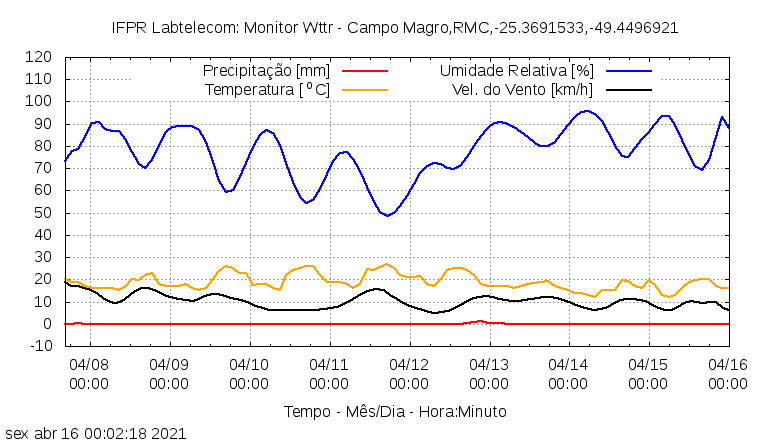 IFPR Labtelecom: Monitor Wttr - Campo Magro,RMC,-25.3691533,-49.4496921
Precipitação [mm]
Temperatura [⁰C]
Umidade Relativa [%]
Vel. do Vento [km/h]
120
110
100
90
80
70
60
50
40
30
20
10
0
-10
04/08 04/09 04/10 04/11 04/12 04/13 04/14 04/15 04/16
00:00 00:00 00:00 00:00 00:00 00:00 00:00 00:00 00:00
Tempo - Mês/Dia - Hora:Minuto
sex abr 16 00:02:18 2021